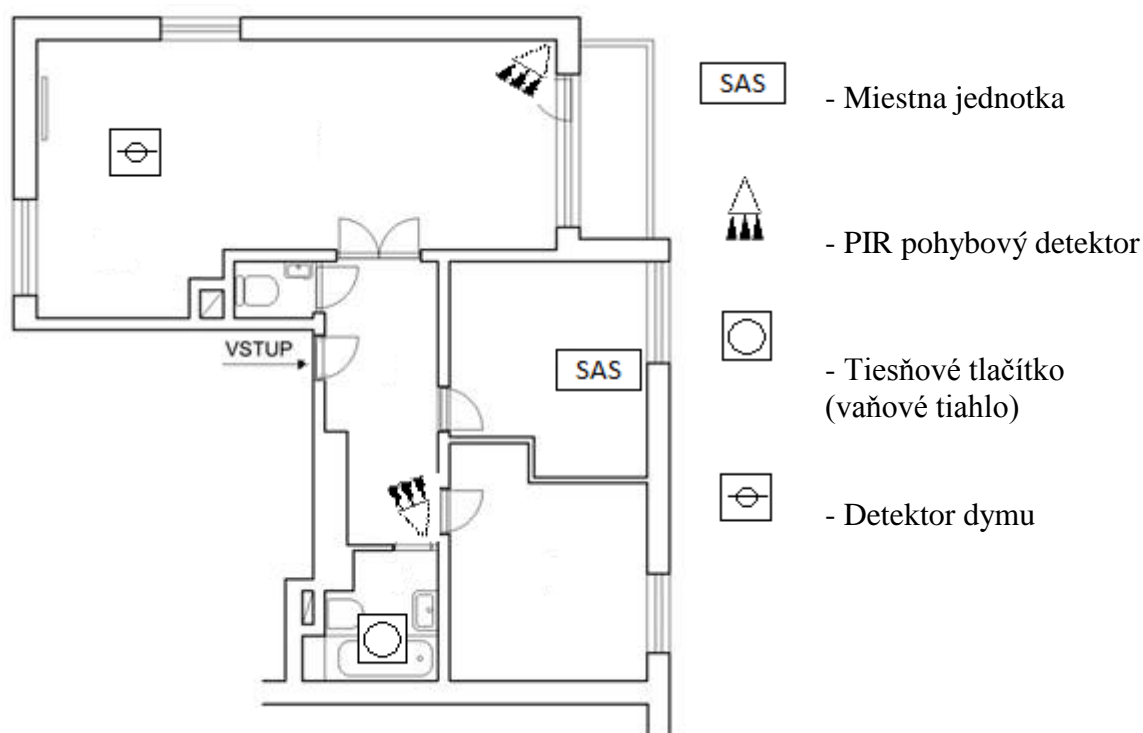 SAS
- Miestna jednotka
- PIR pohybový detektor
VSTUP
SAS
- Tiesňové tlačítko
(vaňové tiahlo)
- Detektor dymu